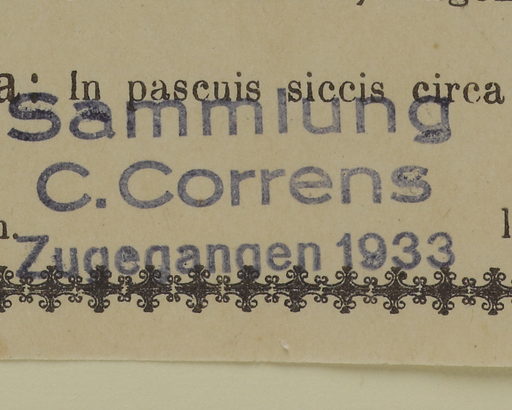 a: In pascuis siccis circa
Sammlung
C. Correns
Zugegangen 1933